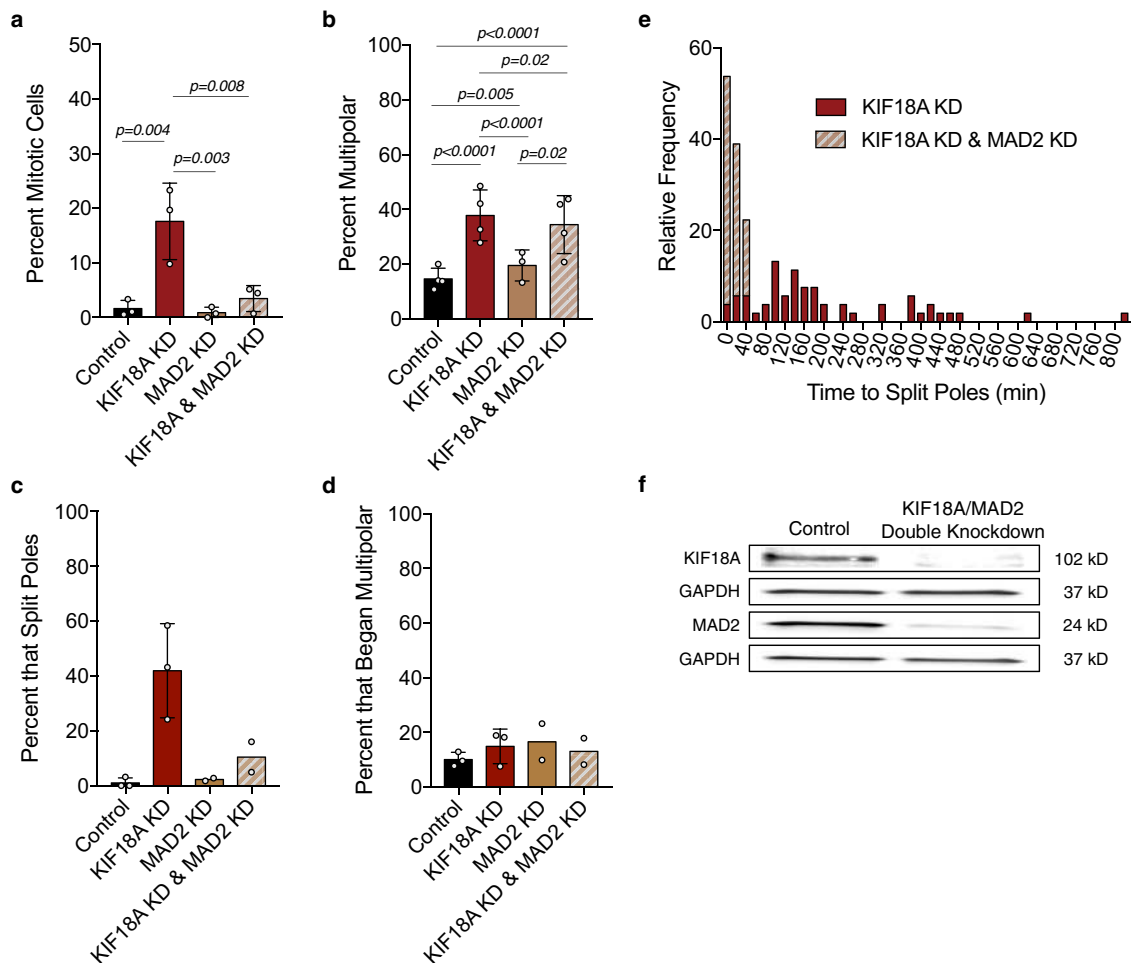 a
Percent Mitotic Cells
50
40
30
20
10
0
p=0.008
p=0.004
p=0.003
Control
KIF18A KD
MAD2 KD
KIF18A & MAD2 KD
b
Percent Multipolar
100
80
60
40
20
0
p<0.0001
p=0.02
p=0.005
p<0.0001
p<0.0001
p=0.02
Control
KIF18A KD
MAD2 KD
KIF18A & MAD2 KD
e
Relative Frequency
60
40
20
0
KIF18A KD
KIF18A KD & MAD2 KD
0 40 80 120 160 200 240 280 320 360 400 440 480 520 560 600 640 680 720 760 800
Time to Split Poles (min)
c
Percent that Split Poles
100
80
60
40
20
0
Control
KIF18A KD
MAD2 KD
KIF18A KD & MAD2 KD
d
Percent that Began Multipolar
100
80
60
40
20
0
Control
KIF18A KD
MAD2 KD
KIF18A KD & MAD2 KD
f
Control
KIF18A/MAD2
Double Knockdown
KIF18A 102 kD
GAPDH 37 kD
MAD2 24 kD
GAPDH 37 kD